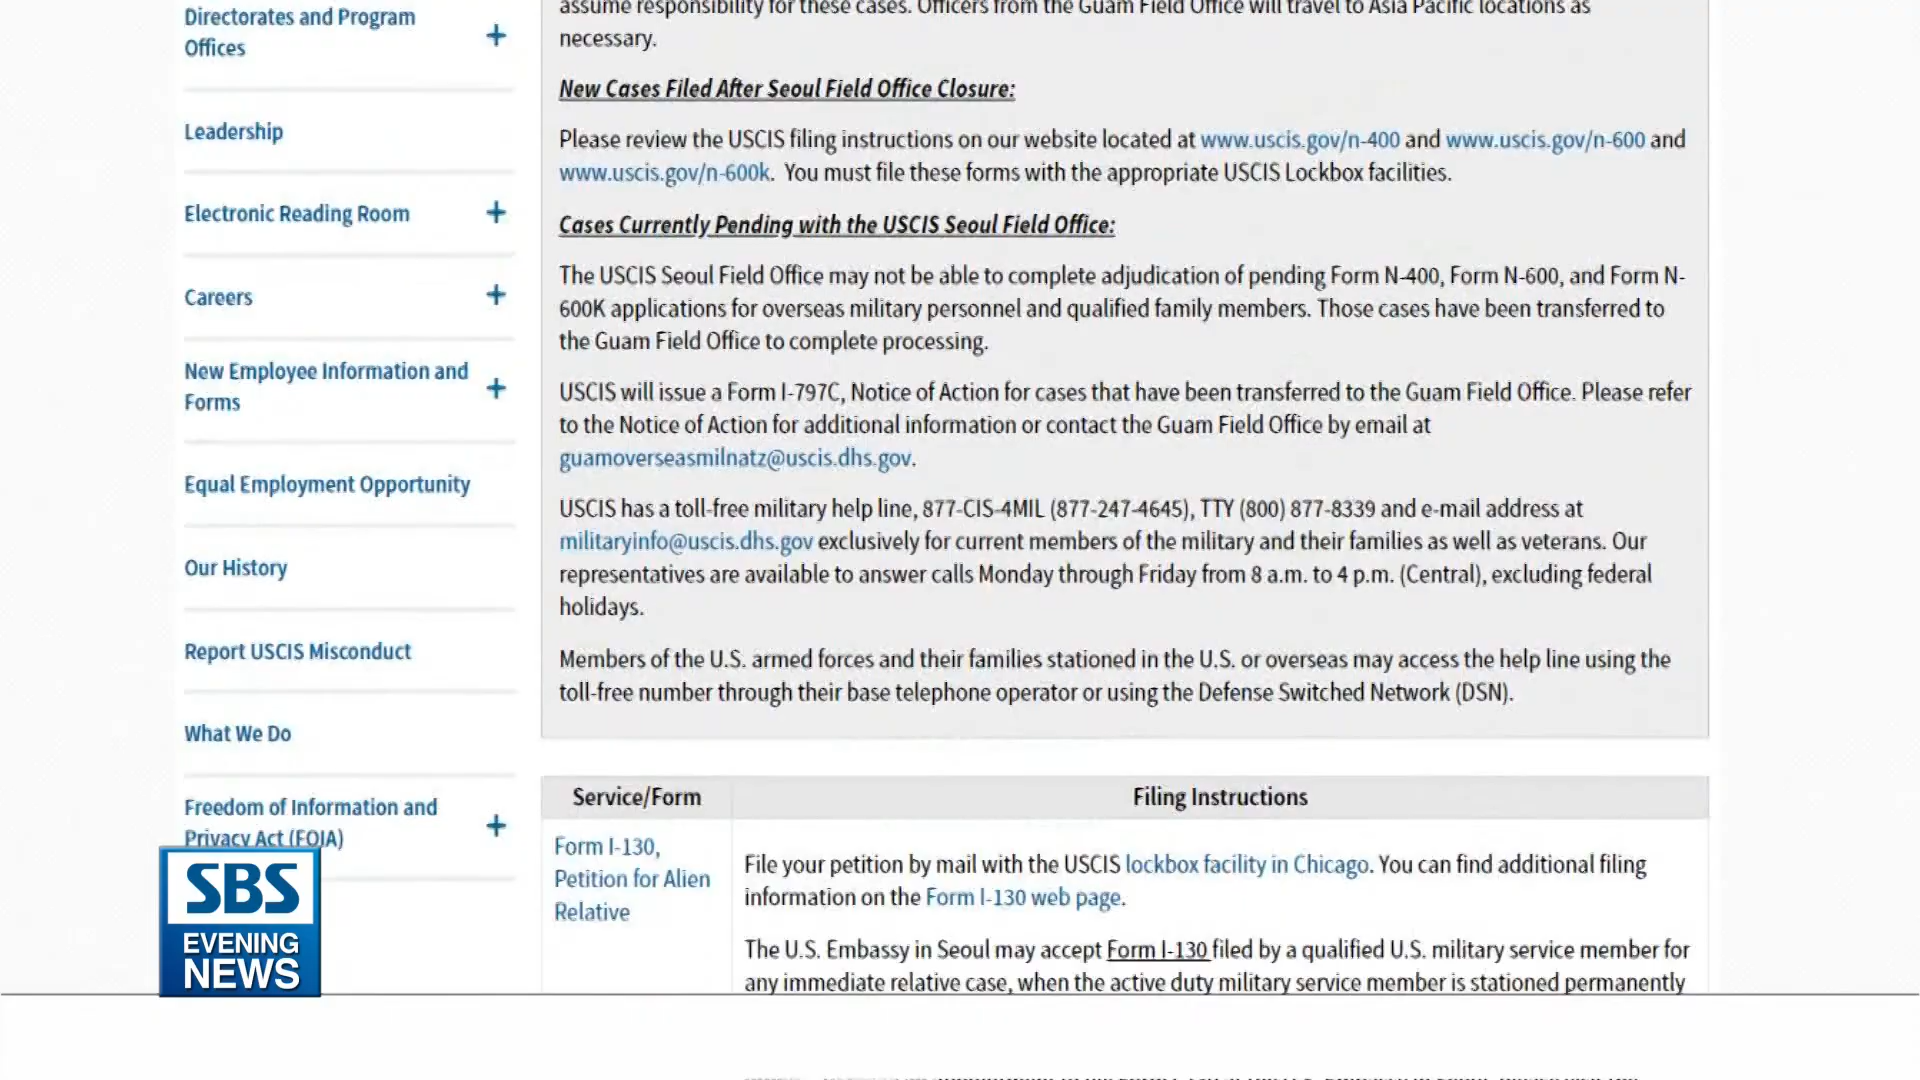 Directorates and Program
Offices
Leadership
Electronic Reading Room
Careers
New Employee Information and
Forms
Equal Employment Opportunity
Our History
Report USCIS Misconduct
What We Do
Freedom of Information and
Privacy Act (FOIA)
assume responsibility for these cases. Officers from the Guam Field Office will travel to Asia Pacific locations as
necessary.
New Cases Filed After Seoul Field Office Closure:
Please review the USCIS filing instructions on our website located at www.uscis.gov/n-400 and www.uscis.gov/n-600 and
www.uscis.gov/n-600k. You must file these forms with the appropriate USCIS Lockbox facilities.
Cases Currently Pending with the USCIS Seoul Field Office:
The USCIS Seoul Field Office may not be able to complete adjudication of pending Form N-400, Form N-600, and Form N-
600K applications for overseas military personnel and qualified family members. Those cases have been transferred to
the Guam Field Office to complete processing.
USCIS will issue a Form I-797C, Notice of Action for cases that have been transferred to the Guam Field Office. Please refer
to the Notice of Action for additional information or contact the Guam Field Office by email at
guamoverseasmilnatz@uscis.dhs.gov.
USCIS has a toll-free military help line, 877-CIS-4MIL (877-247-4645), TTY (800) 877-8339 and e-mail address at
militaryinfo@uscis.dhs.gov exclusively for current members of the military and their families as well as veterans. Our
representatives are available to answer calls Monday through Friday from 8 a.m. to 4 p.m. (Central), excluding federal
holidays.
Members of the U.S. armed forces and their families stationed in the U.S. or overseas may access the help line using the
toll-free number through their base telephone operator or using the Defense Switched Network (DSN).
Service/Form
Filing Instructions
Form I-130,
Petition for Alien
Relative
File your petition by mail with the USCIS lockbox facility in Chicago. You can find additional filing
information on the Form I-130 web page.
The U.S. Embassy in Seoul may accept Form I-130 filed by a qualified U.S. military service member for
any immediate relative case, when the active duty military service member is stationed permanently
SBS
EVENING
NEWS